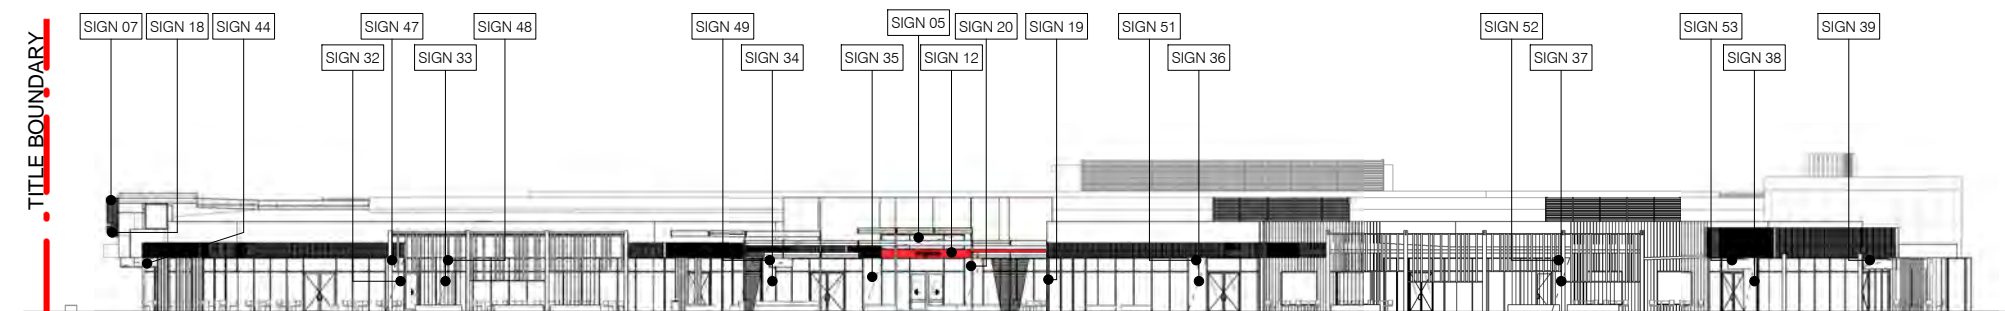 TITLE BOUNDARY
SIGN 07
SIGN 18
SIGN 44
SIGN 47
SIGN 48
SIGN 49
SIGN 05
SIGN 20
SIGN 19
SIGN 51
SIGN 52
SIGN 53
SIGN 39
SIGN 32
SIGN 33
SIGN 34
SIGN 35
SIGN 12
SIGN 36
SIGN 37
SIGN 38